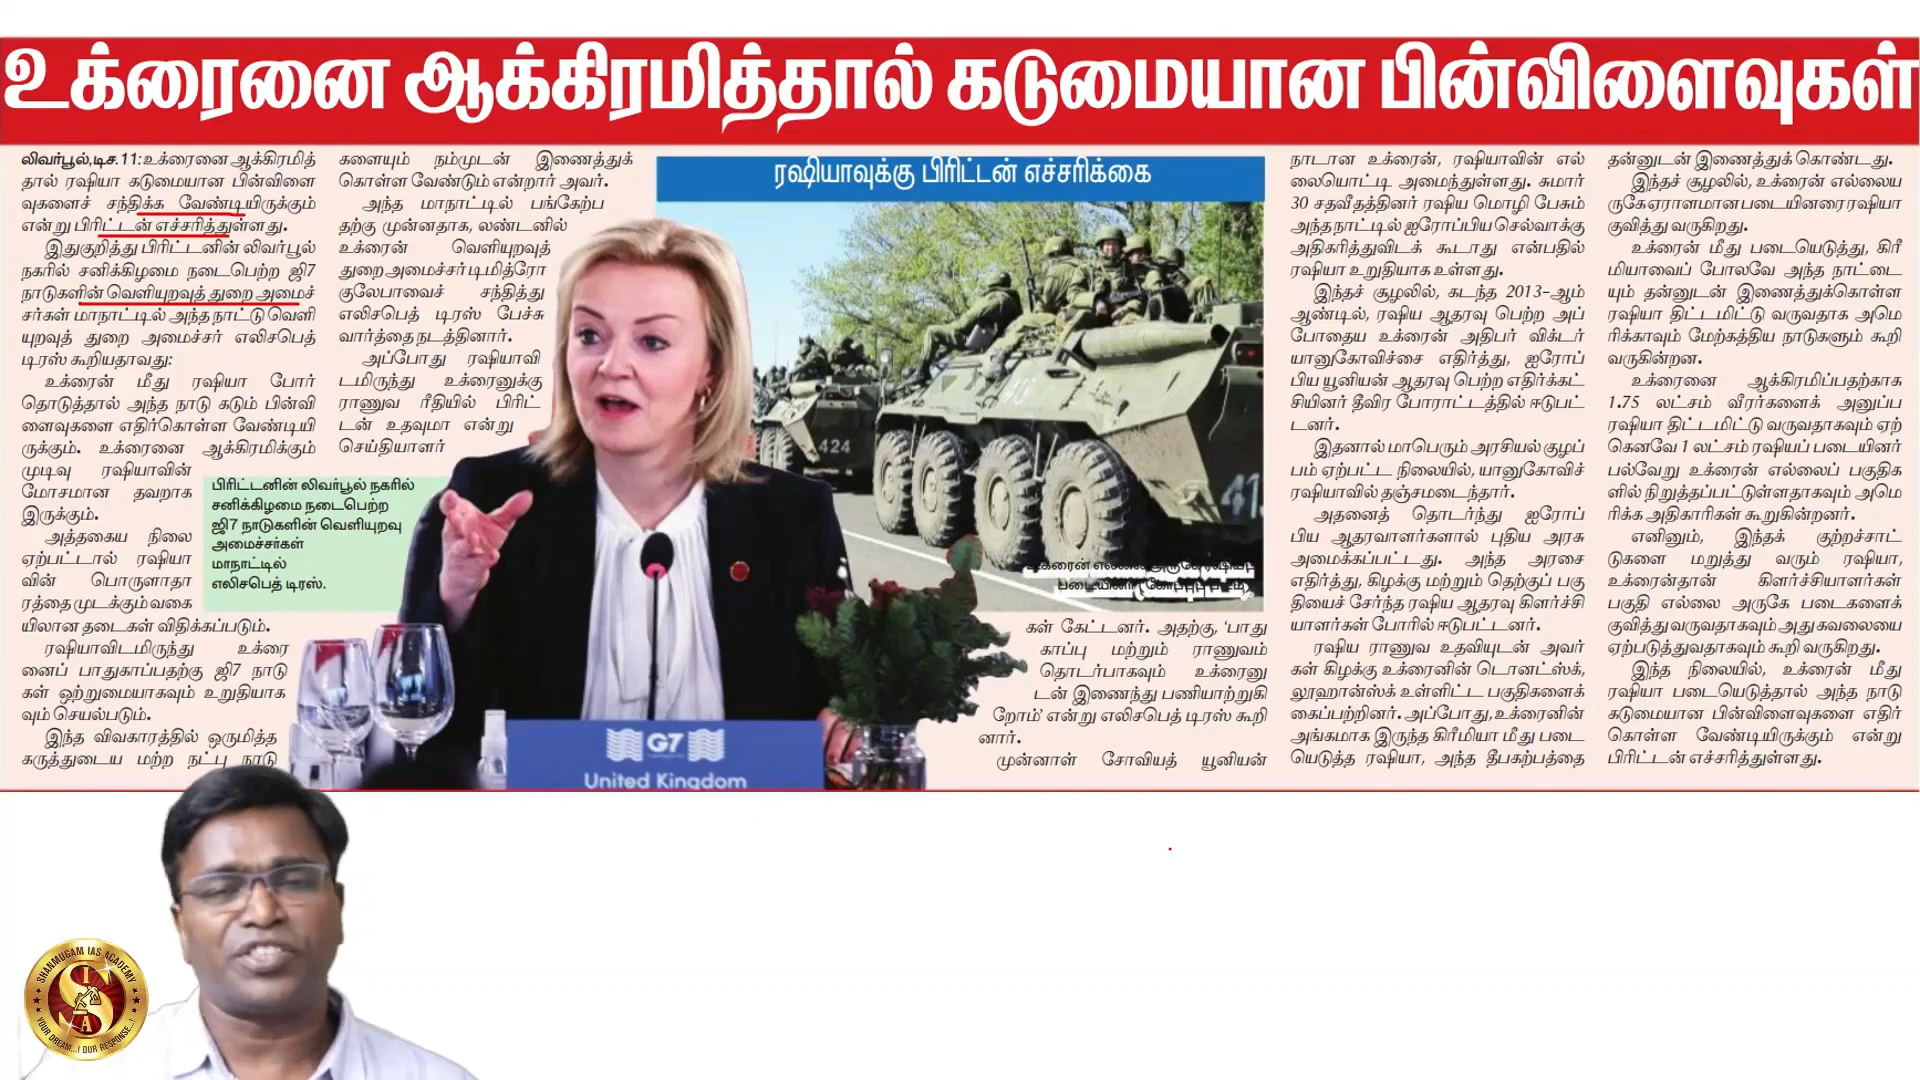 உக்ரைனை ஆக்கிரமித்தால் கடுமையான பின்விளைவுகள்
லிவர்பூல்,டிச.11:உக்ரைனை ஆக்கிரமித்
தால் ரஷியா கடுமையான பின்விளை
வுகளைச் சந்திக்க வேண்டியிருக்கும்
என்று பிரிட்டன் எச்சரித்துள்ளது.
இதுகுறித்து பிரிட்டனின் லிவர்பூல்
நகரில் சனிக்கிழமை நடைபெற்ற ஜி7
நாடுகளின் வெளியுறவுத் துறை அமைச்
சர்கள் மாநாட்டில் அந்த நாட்டு வெளி
யுறவுத் துறை அமைச்சர் எலிசபெத்
டிரஸ் கூறியதாவது:
உக்ரைன் மீது ரஷியா போர்
தொடுத்தால் அந்த நாடு கடும் பின்வி
ளைவுகளை எதிர்கொள்ள வேண்டியி
ருக்கும். உக்ரைனை ஆக்கிரமிக்கும்
முடிவு ரஷியாவின்
மோசமான தவறாக
இருக்கும்.
அத்தகைய நிலை
ஏற்பட்டால் ரஷியா
வின் பொருளாதா
ரத்தை முடக்கும் வகை
யிலான தடைகள் விதிக்கப்படும்.
ரஷியாவிடமிருந்து உக்ரை
னைப் பாதுகாப்பதற்கு ஜி7 நாடு
கள் ஒற்றுமையாகவும் உறுதியாக
வும் செயல்படும்.
இந்த விவகாரத்தில் ஒருமித்த
கருத்துடைய மற்ற நட்பு நாடு
களையும் நம்முடன் இணைத்துக்
கொள்ள வேண்டும் என்றார் அவர்.
அந்த மாநாட்டில் பங்கேற்ப
தற்கு முன்னதாக, லண்டனில்
உக்ரைன் வெளியுறவுத்
துறை அமைச்சர் டிமித்ரோ
குலேபாவைச் சந்தித்து
எலிசபெத் டிரஸ் பேச்சு
வார்த்தை நடத்தினார்.
அப்போது ரஷியாவி
டமிருந்து உக்ரைனுக்கு
ராணுவ ரீதியில் பிரிட்
டன் உதவுமா என்று
செய்தியாளர்
பிரிட்டனின் லிவர்பூல் நகரில்
சனிக்கிழமை நடைபெற்ற
ஜி7 நாடுகளின் வெளியுறவு
அமைச்சர்கள்
மாநாட்டில்
எலிசபெத் டிரஸ்.
ரஷியாவுக்கு பிரிட்டன் எச்சரிக்கை
424
G7
United Kingdom
கள் கேட்டனர். அதற்கு, 'பாது
காப்பு மற்றும் ராணுவம்
தொடர்பாகவும் உக்ரைனு
டன் இணைந்து பணியாற்றுகி
றோம்' என்று எலிசபெத் டிரஸ் கூறி
னார்.
முன்னாள் சோவியத் யூனியன்
நாடான உக்ரைன், ரஷியாவின் எல்
லையொட்டி அமைந்துள்ளது. சுமார்
30 சதவீதத்தினர் ரஷிய மொழி பேசும்
அந்த நாட்டில் ஐரோப்பிய செல்வாக்கு
அதிகரித்துவிடக் கூடாது என்பதில்
ரஷியா உறுதியாக உள்ளது.
இந்தச் சூழலில், கடந்த 2013-ஆம்
ஆண்டில், ரஷிய ஆதரவு பெற்ற அப்
போதைய உக்ரைன் அதிபர் விக்டர்
யானுகோவிச்சை எதிர்த்து, ஐரோப்
பிய யூனியன் ஆதரவு பெற்ற எதிர்க்கட்
சியினர் தீவிர போராட்டத்தில் ஈடுபட்
டனர்.
இதனால் மாபெரும் அரசியல் குழப்
பம் ஏற்பட்ட நிலையில், யானுகோவிச்
ரஷியாவில் தஞ்சமடைந்தார்.
அதனைத் தொடர்ந்து ஐரோப்
பிய ஆதரவாளர்களால் புதிய அரசு
அமைக்கப்பட்டது. அந்த அரசை
எதிர்த்து, கிழக்கு மற்றும் தெற்குப் பகு
தியைச் சேர்ந்த ரஷிய ஆதரவு கிளர்ச்சி
யாளர்கள் போரில் ஈடுபட்டனர்.
ரஷிய ராணுவ உதவியுடன் அவர்
கள் கிழக்கு உக்ரைனின் டொனட்ஸ்க்,
லூஹான்ஸ்க் உள்ளிட்ட பகுதிகளைக்
கைப்பற்றினர். அப்போது, உக்ரைனின்
அங்கமாக இருந்த கிரீமியா மீது படை
யெடுத்த ரஷியா, அந்த தீபகற்பத்தை
தன்னுடன் இணைத்துக் கொண்டது.
இந்தச் சூழலில், உக்ரைன் எல்லைய
ருகே ஏராளமான படையினரை ரஷியா
குவித்து வருகிறது.
உக்ரைன் மீது படையெடுத்து, கிரீ
மியாவைப் போலவே அந்த நாட்டை
யும் தன்னுடன் இணைத்துக்கொள்ள
ரஷியா திட்டமிட்டு வருவதாக அமெ
ரிக்காவும் மேற்கத்திய நாடுகளும் கூறி
வருகின்றன.
உக்ரைனை ஆக்கிரமிப்பதற்காக
1.75 லட்சம் வீரர்களைக் அனுப்ப
ரஷியா திட்டமிட்டு வருவதாகவும் ஏற்
கெனவே 1 லட்சம் ரஷியப் படையினர்
பல்வேறு உக்ரைன் எல்லைப் பகுதிக
ளில் நிறுத்தப்பட்டுள்ளதாகவும் அமெ
ரிக்க அதிகாரிகள் கூறுகின்றனர்.
எனினும், இந்தக் குற்றச்சாட்
டுகளை மறுத்து வரும் ரஷியா,
உக்ரைன்தான் கிளர்ச்சியாளர்கள்
பகுதி எல்லை அருகே படைகளைக்
குவித்து வருவதாகவும் அது கவலையை
ஏற்படுத்துவதாகவும் கூறி வருகிறது.
இந்த நிலையில், உக்ரைன் மீது
ரஷியா படையெடுத்தால் அந்த நாடு
கடுமையான பின்விளைவுகளை எதிர்
கொள்ள வேண்டியிருக்கும் என்று
பிரிட்டன் எச்சரித்துள்ளது.
SHANMUGAM IAS ACADEMY
SIA
YOUR DREAM...! OUR RESPONSE...!